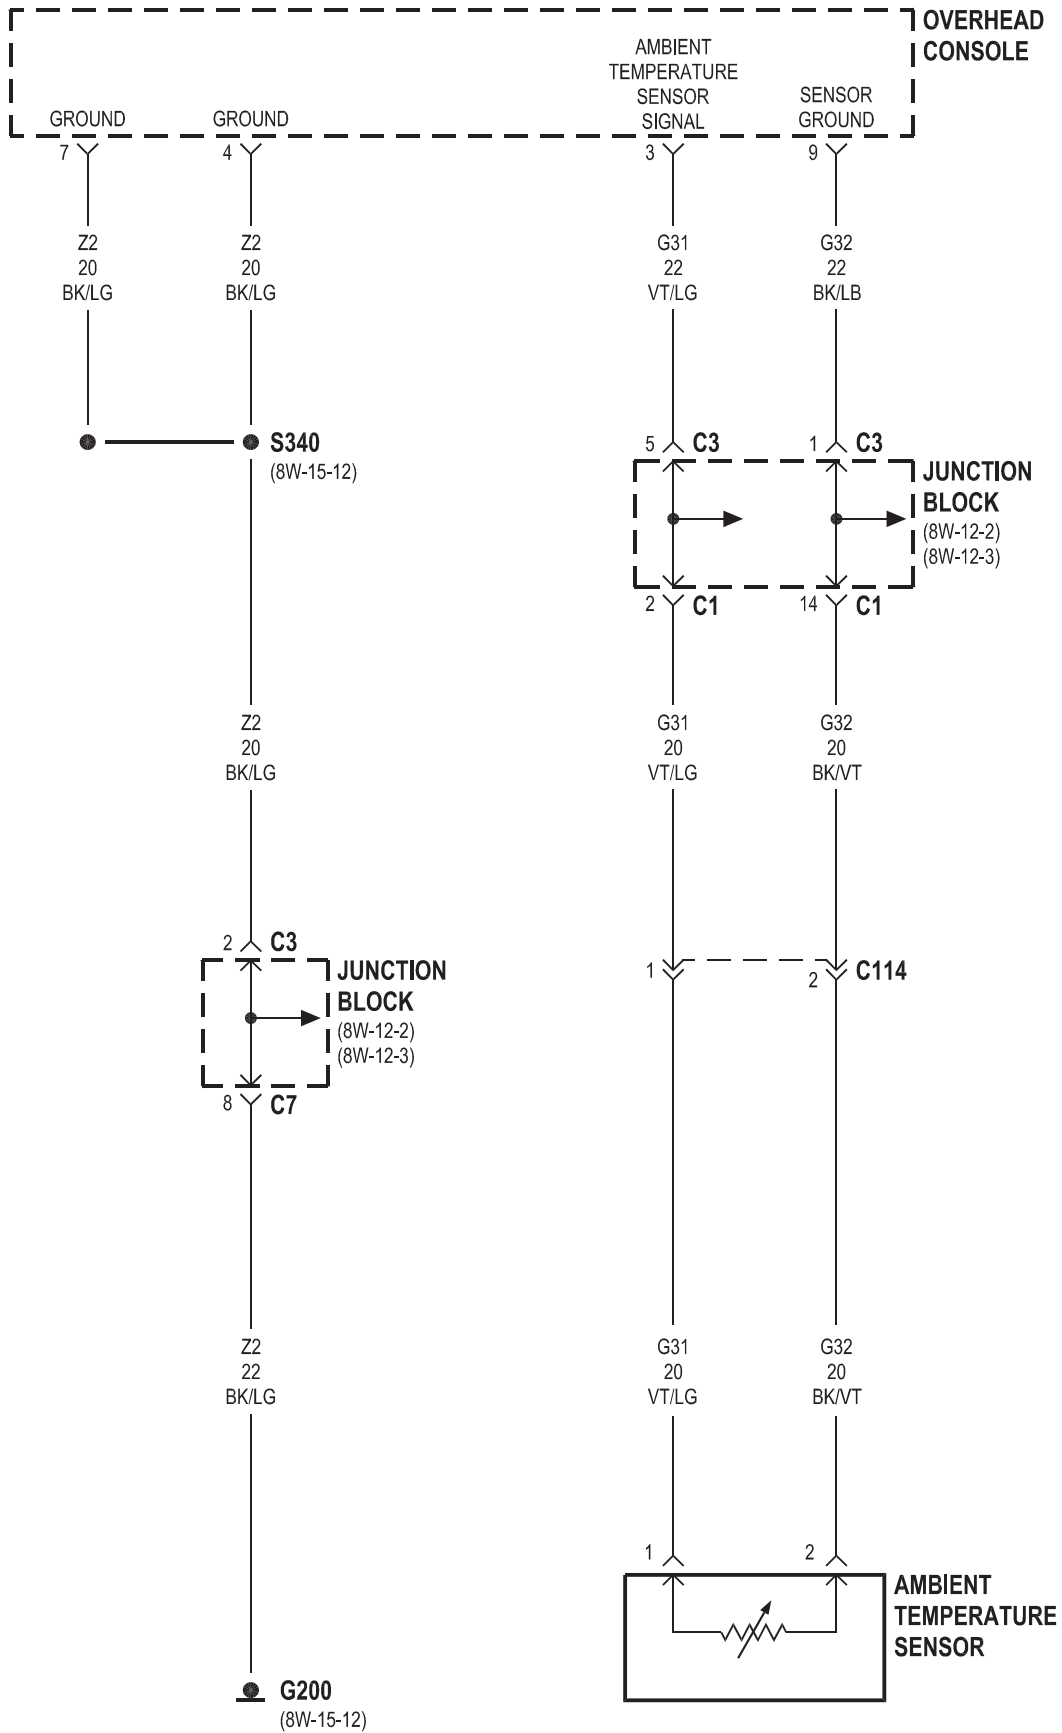 OVERHEAD
CONSOLE
AMBIENT
TEMPERATURE
SENSOR
SIGNAL
SENSOR
GROUND
GROUND
GROUND
7
4
3
9
Z2
20
BK/LG
Z2
20
BK/LG
G31
22
VT/LG
G32
22
BK/LB
S340
(8W-15-12)
5
C3
1
C3
JUNCTION
BLOCK
(8W-12-2)
(8W-12-3)
2
C1
14
C1
Z2
20
BK/LG
G31
20
VT/LG
G32
20
BK/VT
2
C3
JUNCTION
BLOCK
(8W-12-2)
(8W-12-3)
8
C7
1
2
C114
Z2
22
BK/LG
G31
20
VT/LG
G32
20
BK/VT
1
2
AMBIENT
TEMPERATURE
SENSOR
G200
(8W-15-12)